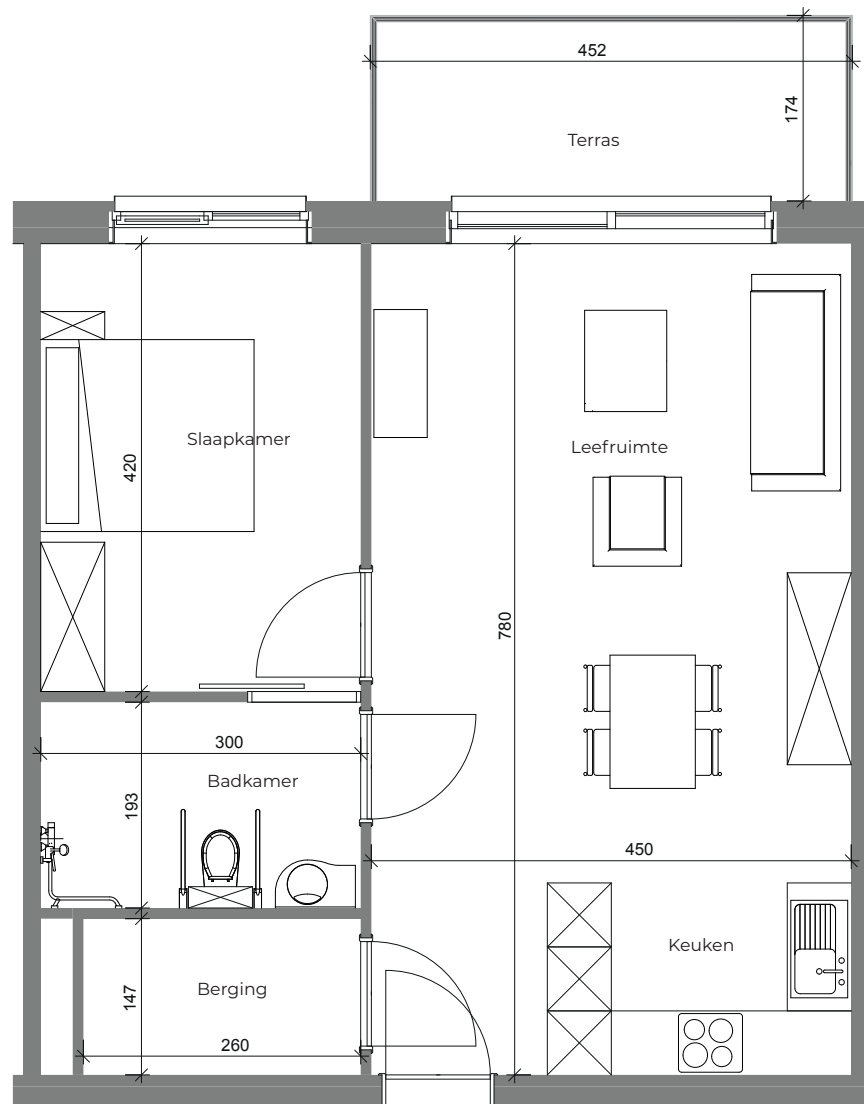 452
174
Terras
Slaapkamer
420
Leefruimte
780
300
Badkamer
193
450
Keuken
Berging
147
260